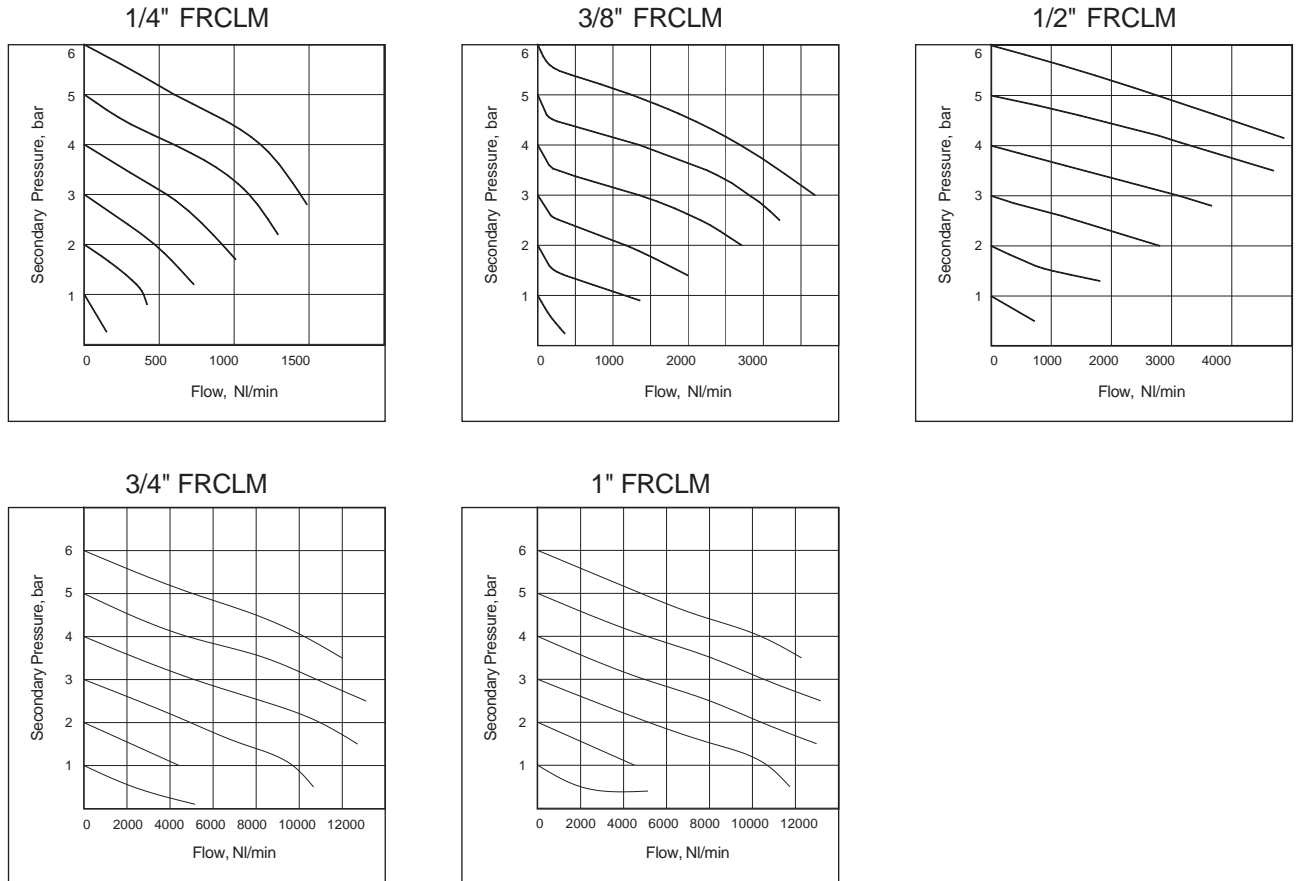 1/4" FRCLM
Secondary Pressure, bar
6
5
4
3
2
1
0 500 1000 1500
Flow, Nl/min
3/8" FRCLM
Secondary Pressure, bar
6
5
4
3
2
1
0 1000 2000 3000
Flow, Nl/min
1/2" FRCLM
Secondary Pressure, bar
6
5
4
3
2
1
0 1000 2000 3000 4000
Flow, Nl/min
3/4" FRCLM
Secondary Pressure, bar
6
5
4
3
2
1
0 2000 4000 6000 8000 10000 12000
Flow, Nl/min
1" FRCLM
Secondary Pressure, bar
6
5
4
3
2
1
0 2000 4000 6000 8000 10000 12000
Flow, Nl/min